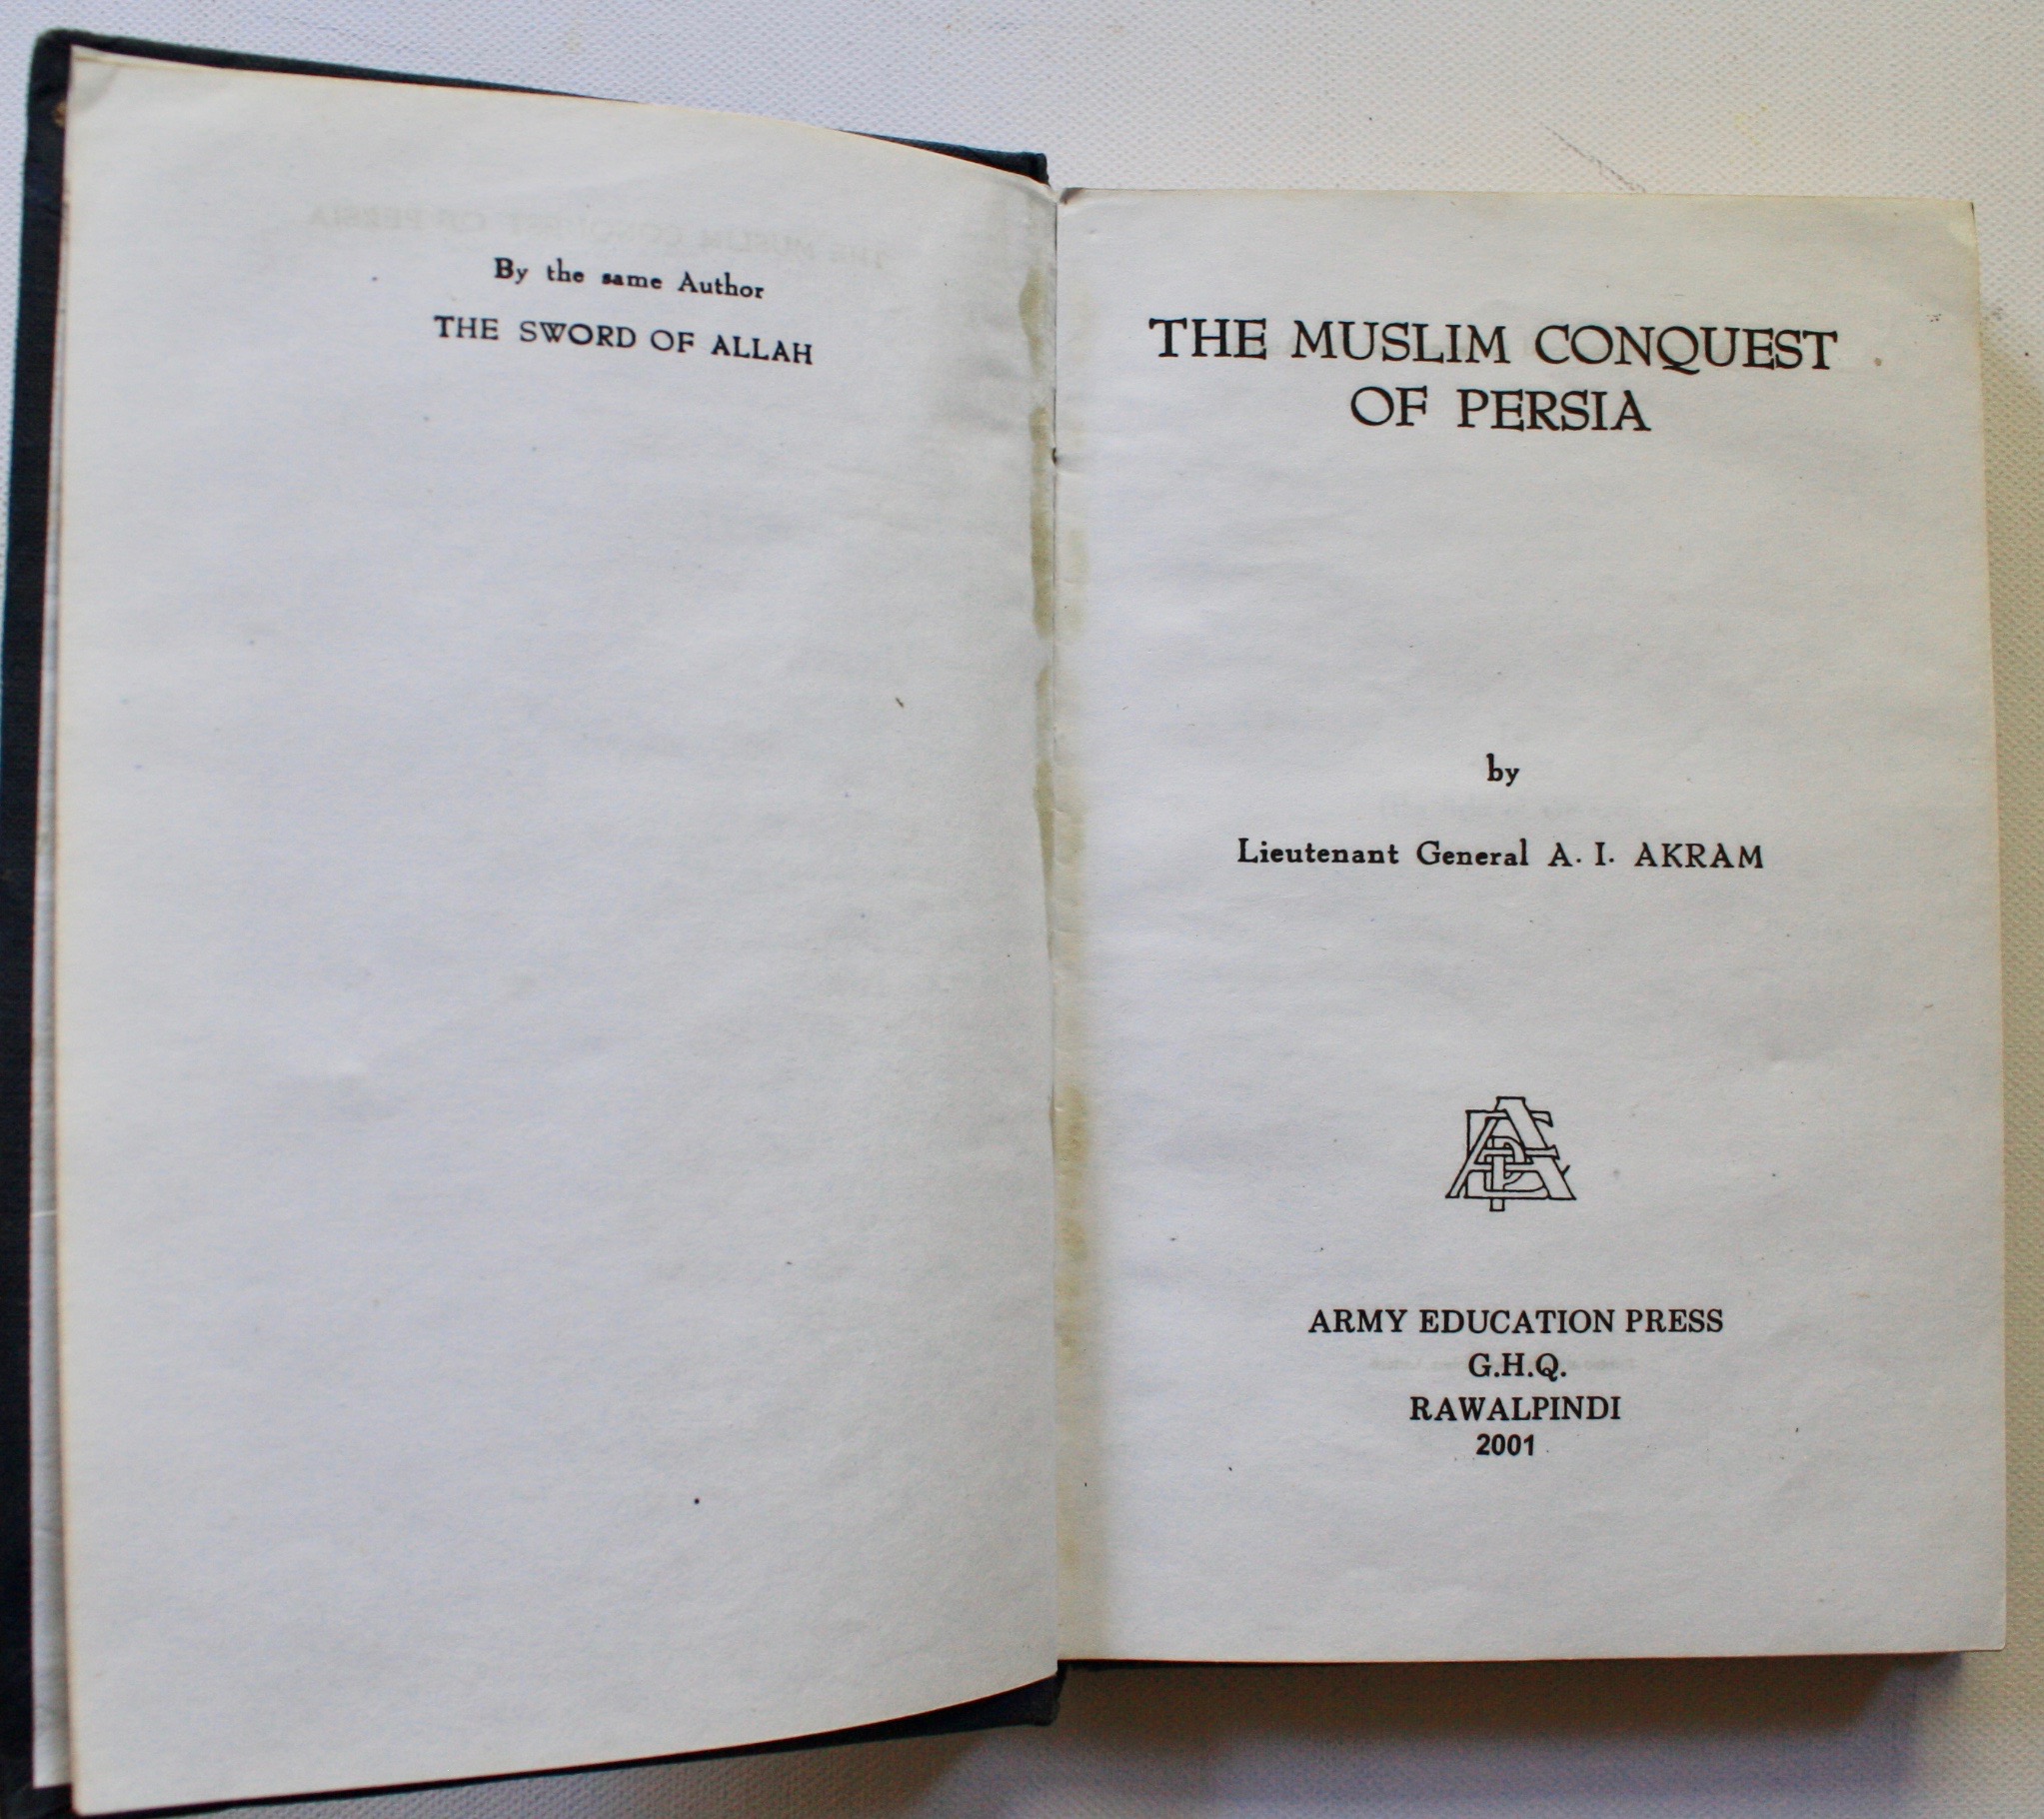 By the same Author
THE SWORD OF ALLAH
THE MUSLIM CONQUEST
OF PERSIA
by
Lieutenant General A. I. AKRAM
AEP
ARMY EDUCATION PRESS
G.H.Q.
RAWALPINDI
2001